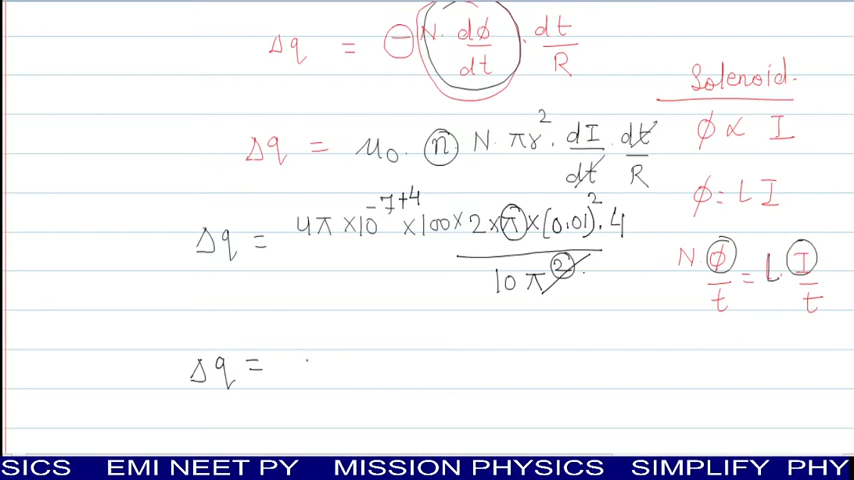 Δq = ⊖ N. dϕ/dt . dt/R
Solenoid.
Δq = μ₀. n N. πr². dI/dt . dt/R
ϕ ∝ I
ϕ = L I
Δq = 4π × 10⁻⁷⁺⁴ × 100 × 2 × π × (0.01)² . 4 / 10 π²
N ϕ/t = L. I/t
Δq = .
SICS EMI NEET PY MISSION PHYSICS SIMPLIFY PHY